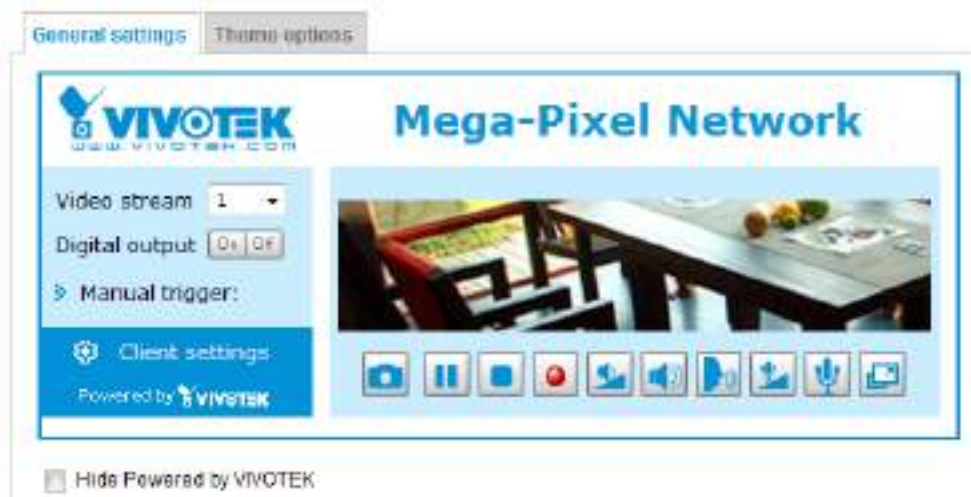 General settings Theme options
VIVOTEK
www.vivotek.com
Mega-Pixel Network
Video stream 1
Digital output On Off
Manual trigger:
Client settings
Powered by VIVOTEK
Hide Powered by VIVOTEK